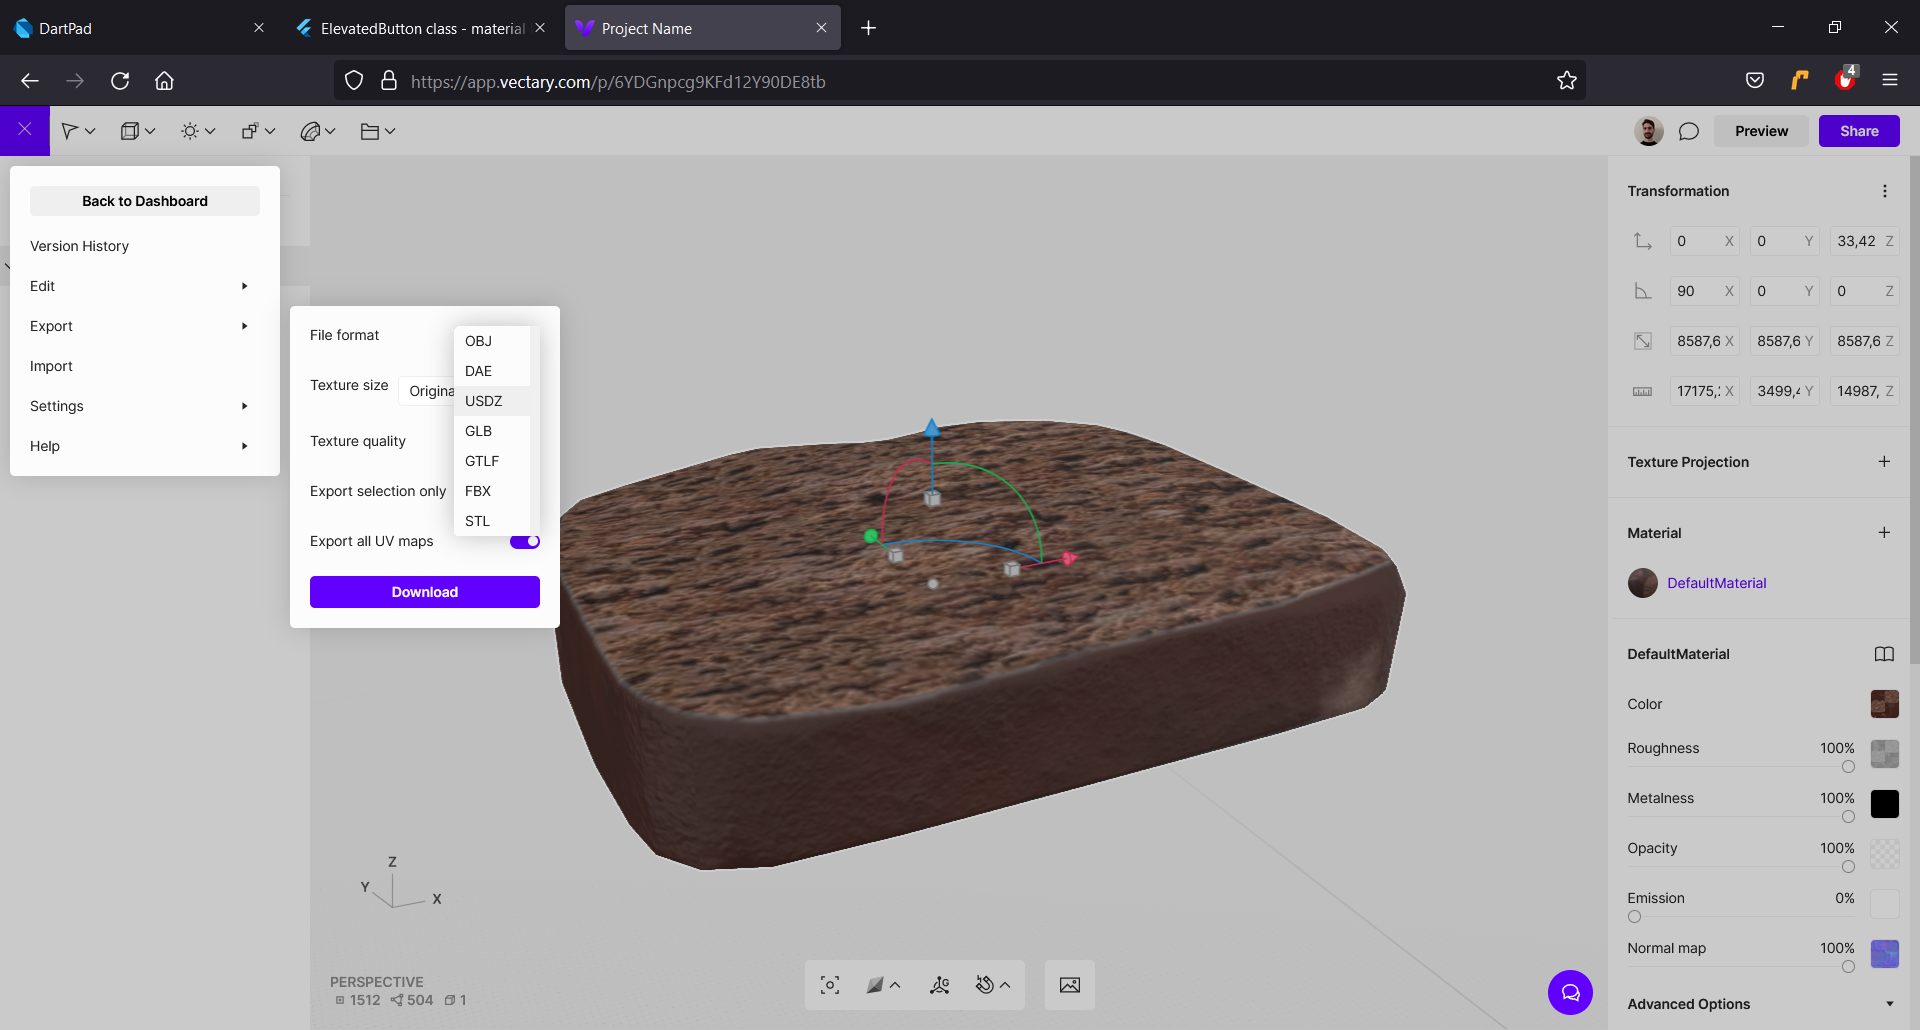 DartPad
ElevatedButton class - material
Project Name
https://app.vectary.com/p/6YDGnpcg9KFd12Y90DE8tb
4
Preview
Share
Back to Dashboard
Version History
Edit
Export
Import
Settings
Help
File format
Texture size
Origina
Texture quality
Export selection only
Export all UV maps
Download
OBJ
DAE
USDZ
GLB
GTLF
FBX
STL
Transformation
0 X 0 Y 33,42 Z
90 X 0 Y 0 Z
8587,6 X 8587,6 Y 8587,6 Z
17175,: X 3499,4 Y 14987, Z
Texture Projection
Material
DefaultMaterial
DefaultMaterial
Color
Roughness 100%
Metalness 100%
Opacity 100%
Emission 0%
Normal map 100%
Advanced Options
Z
Y
X
PERSPECTIVE
1512 504 1
G